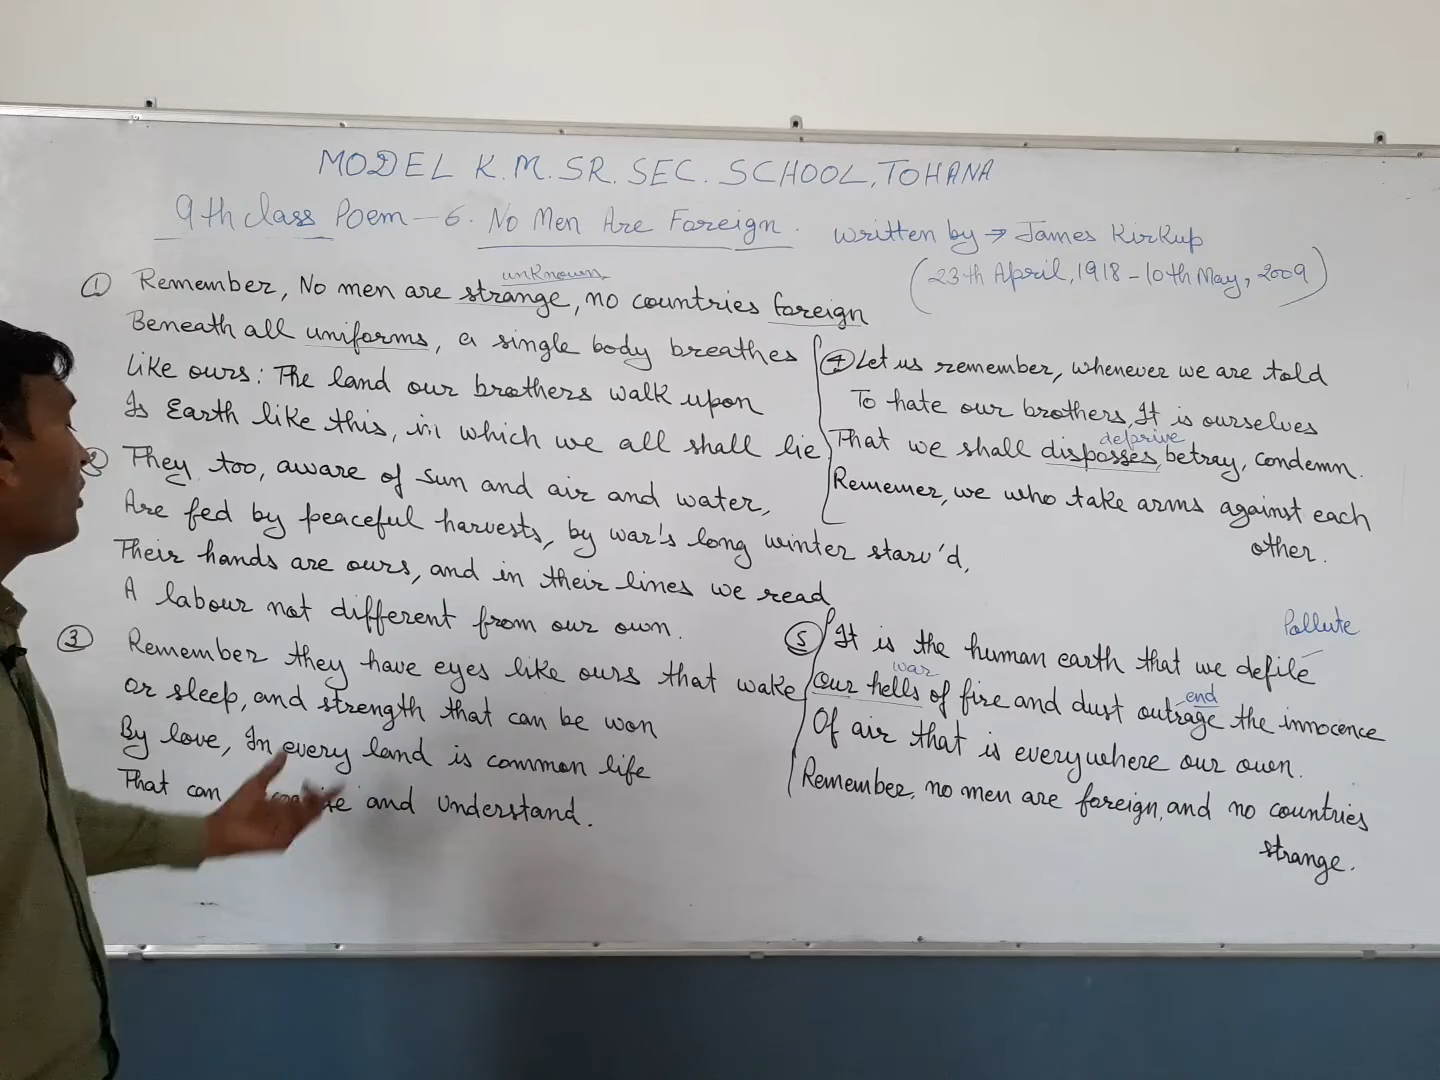 MODEL K.M. SR. SEC. SCHOOL, TOHANA
9th Class Poem - 6. No Men Are Foreign. written by → James Kirkup
(23th April, 1918 - 10th May, 2009)
unknown
① Remember, No men are strange, no countries foreign
Beneath all uniforms, a single body breathes
Like ours: The land our brothers walk upon
Is Earth like this, in which we all shall lie
They too, aware of sun and air and water,
Are fed by peaceful harvests, by war's long winter starv'd,
Their hands are ours, and in their lines we read
A labour not different from our own.
③ Remember they have eyes like ours that wake
or sleep, and strength that can be won
By love, In every land is common life
That can and understand.
④ Let us remember, whenever we are told
To hate our brothers, It is ourselves
deprive
That we shall disposses, betray, condemn.
Rememer, we who take arms against each
other.
Pollute
⑤ It is the human earth that we defile
war
end
Our hells of fire and dust outrage the innocence
Of air that is everywhere our own.
Remember, no men are foreign, and no countries
strange.